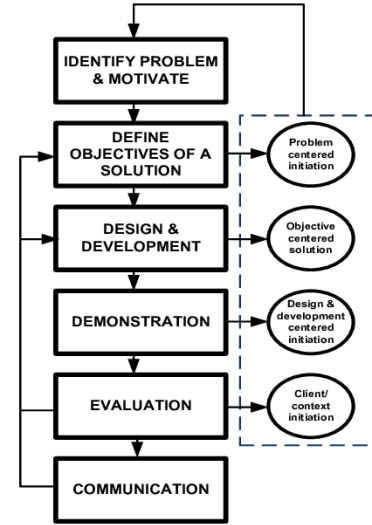 IDENTIFY PROBLEM
& MOTIVATE
DEFINE
OBJECTIVES OF A
SOLUTION
Problem
centered
initiation
DESIGN &
DEVELOPMENT
Objective
centered
solution
DEMONSTRATION
Design &
development
centered
initiation
EVALUATION
Client/
context
initiation
COMMUNICATION